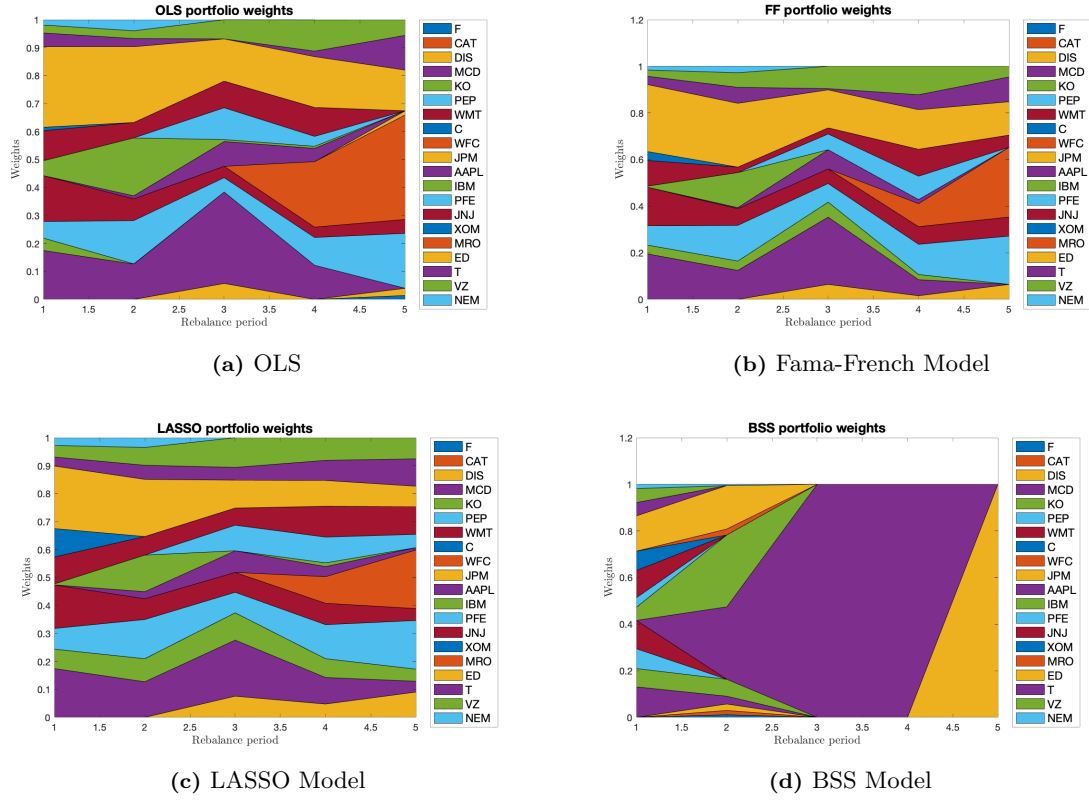 OLS portfolio weights
1
0.9
0.8
0.7
0.6
0.5
0.4
0.3
0.2
0.1
0
Weights
1 1.5 2 2.5 3 3.5 4 4.5 5
Rebalance period
F
CAT
DIS
MCD
KO
PEP
WMT
C
WFC
JPM
AAPL
IBM
PFE
JNJ
XOM
MRO
ED
T
VZ
NEM
(a) OLS
FF portfolio weights
1.2
1
0.8
0.6
0.4
0.2
0
Weights
1 1.5 2 2.5 3 3.5 4 4.5 5
Rebalance period
F
CAT
DIS
MCD
KO
PEP
WMT
C
WFC
JPM
AAPL
IBM
PFE
JNJ
XOM
MRO
ED
T
VZ
NEM
(b) Fama-French Model
LASSO portfolio weights
1
0.9
0.8
0.7
0.6
0.5
0.4
0.3
0.2
0.1
0
Weights
1 1.5 2 2.5 3 3.5 4 4.5 5
Rebalance period
F
CAT
DIS
MCD
KO
PEP
WMT
C
WFC
JPM
AAPL
IBM
PFE
JNJ
XOM
MRO
ED
T
VZ
NEM
(c) LASSO Model
BSS portfolio weights
1.2
1
0.8
0.6
0.4
0.2
0
Weights
1 1.5 2 2.5 3 3.5 4 4.5 5
Rebalance period
F
CAT
DIS
MCD
KO
PEP
WMT
C
WFC
JPM
AAPL
IBM
PFE
JNJ
XOM
MRO
ED
T
VZ
NEM
(d) BSS Model